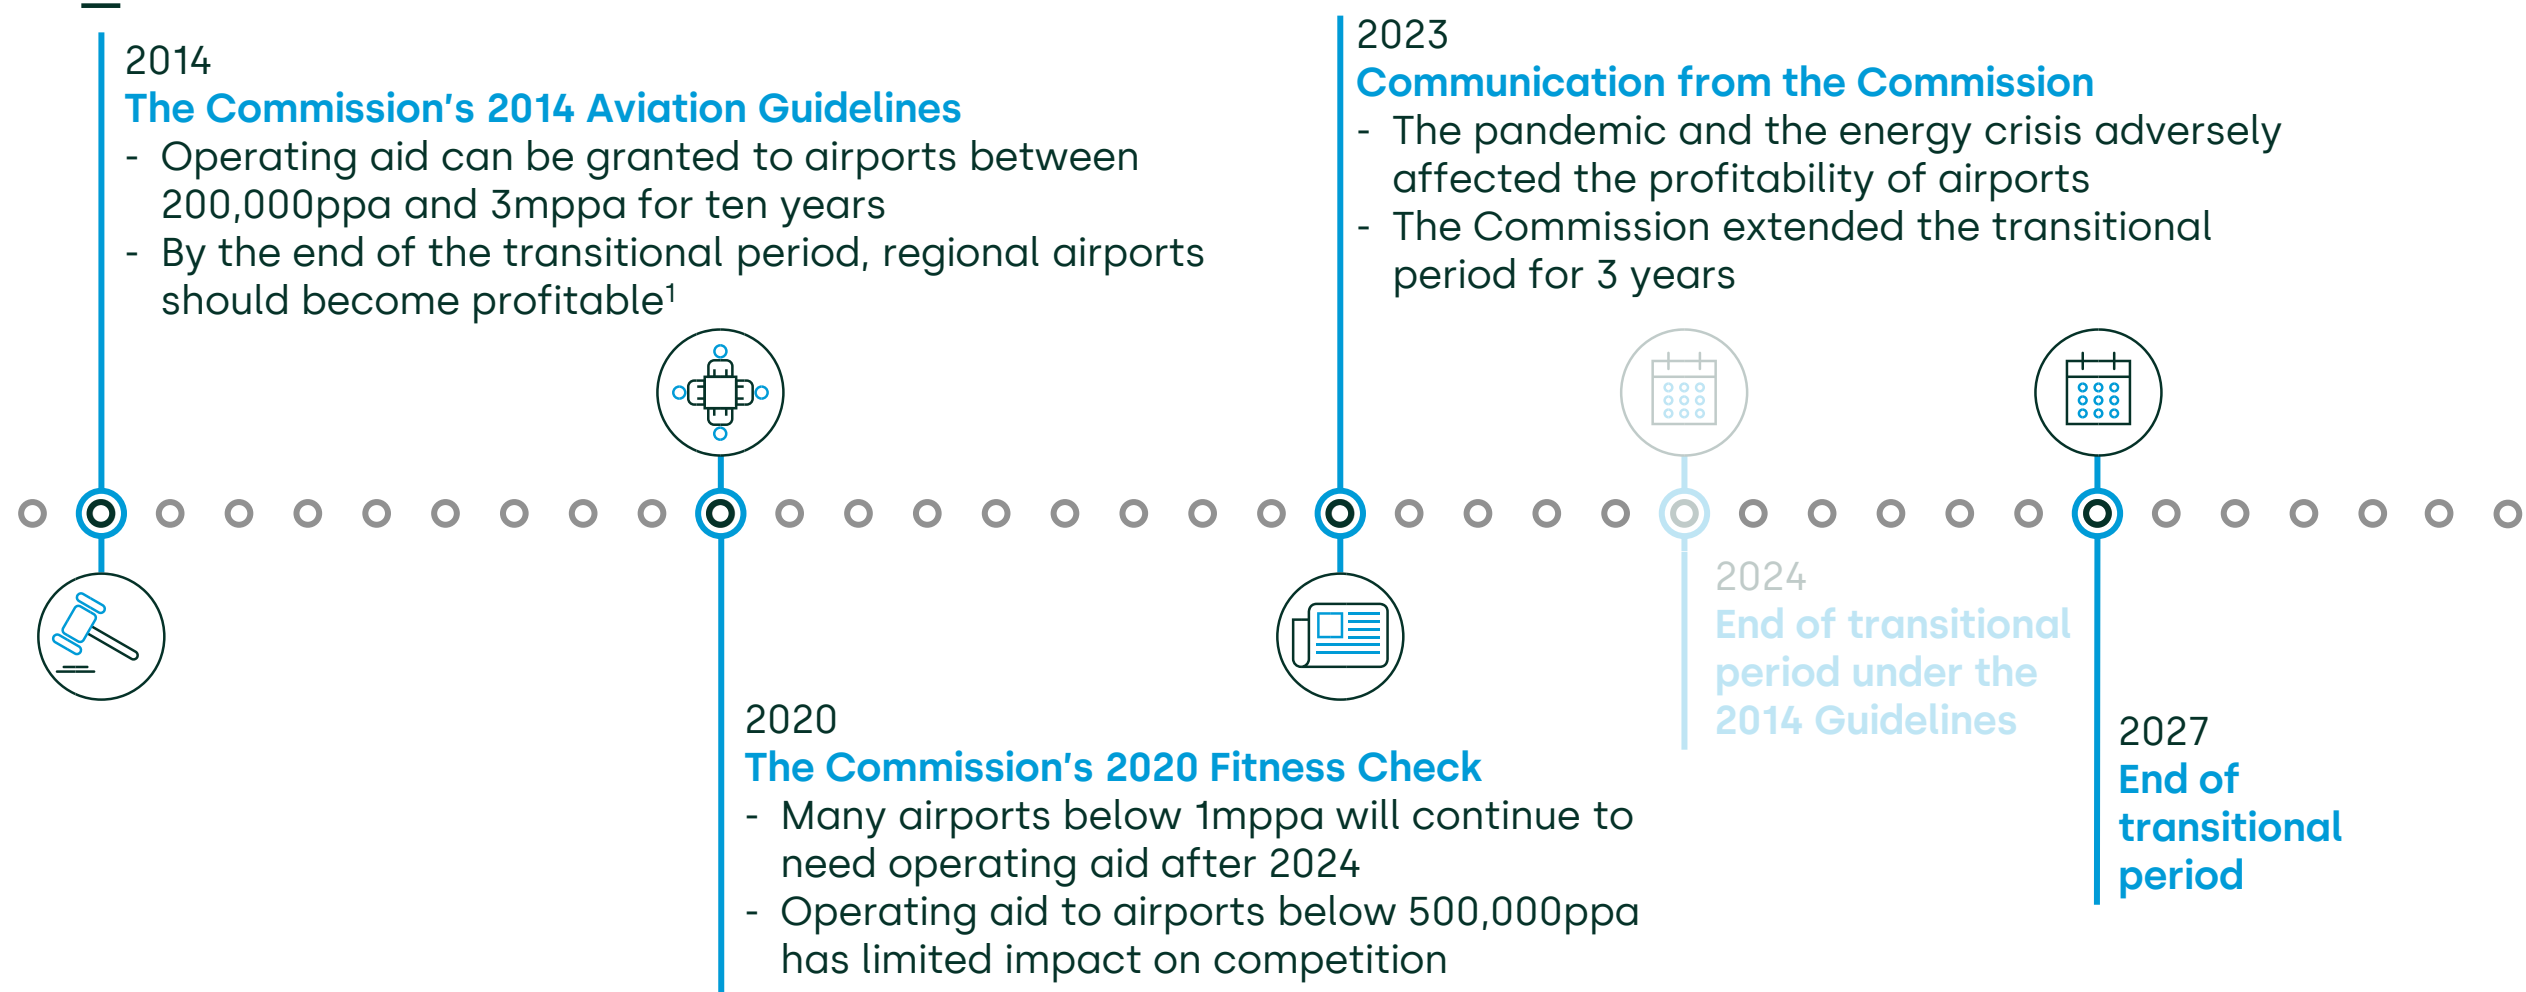 2014
The Commission's 2014 Aviation Guidelines
- Operating aid can be granted to airports between
200,000ppa and 3mppa for ten years
- By the end of the transitional period, regional airports
should become profitable¹
2020
The Commission's 2020 Fitness Check
- Many airports below 1mppa will continue to
need operating aid after 2024
- Operating aid to airports below 500,000ppa
has limited impact on competition
2023
Communication from the Commission
- The pandemic and the energy crisis adversely
affected the profitability of airports
- The Commission extended the transitional
period for 3 years
2024
End of transitional
period under the
2014 Guidelines
2027
End of
transitional
period